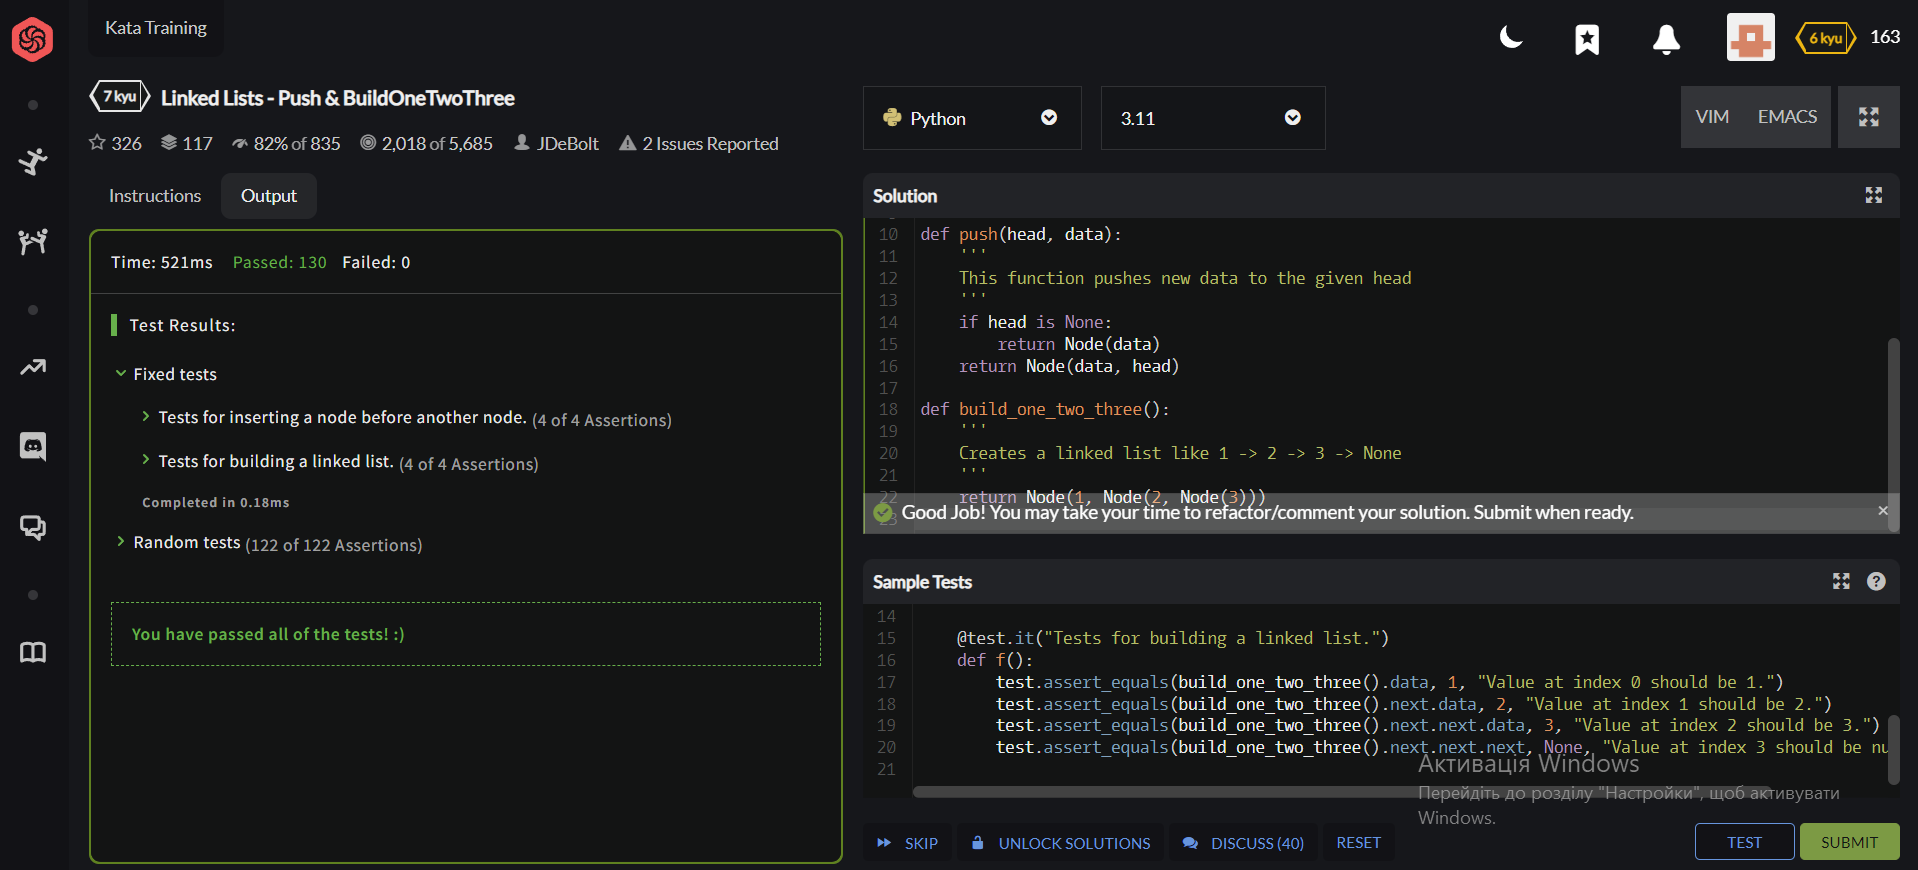 Kata Training
6 kyu 163
7 kyu Linked Lists - Push & BuildOneTwoThree
326 117 82% of 835 2,018 of 5,685 JDeBolt 2 Issues Reported
Instructions Output
Time: 521ms Passed: 130 Failed: 0
Test Results:
Fixed tests
Tests for inserting a node before another node. (4 of 4 Assertions)
Tests for building a linked list. (4 of 4 Assertions)
Completed in 0.18ms
Random tests (122 of 122 Assertions)
You have passed all of the tests! :)
Python 3.11
VIM EMACS
Solution
10 def push(head, data):
11 '''
12 This function pushes new data to the given head
13 '''
14 if head is None:
15 return Node(data)
16 return Node(data, head)
17
18 def build_one_two_three():
19 '''
20 Creates a linked list like 1 -> 2 -> 3 -> None
21 '''
22 return Node(1, Node(2, Node(3)))
23
Good Job! You may take your time to refactor/comment your solution. Submit when ready. ×
Sample Tests
14
15 @test.it("Tests for building a linked list.")
16 def f():
17 test.assert_equals(build_one_two_three().data, 1, "Value at index 0 should be 1.")
18 test.assert_equals(build_one_two_three().next.data, 2, "Value at index 1 should be 2.")
19 test.assert_equals(build_one_two_three().next.next.data, 3, "Value at index 2 should be 3.")
20 test.assert_equals(build_one_two_three().next.next.next, None, "Value at index 3 should be nu
21
Активація Windows
Перейдіть до розділу "Настройки", щоб активувати
Windows.
SKIP UNLOCK SOLUTIONS DISCUSS (40) RESET
TEST SUBMIT